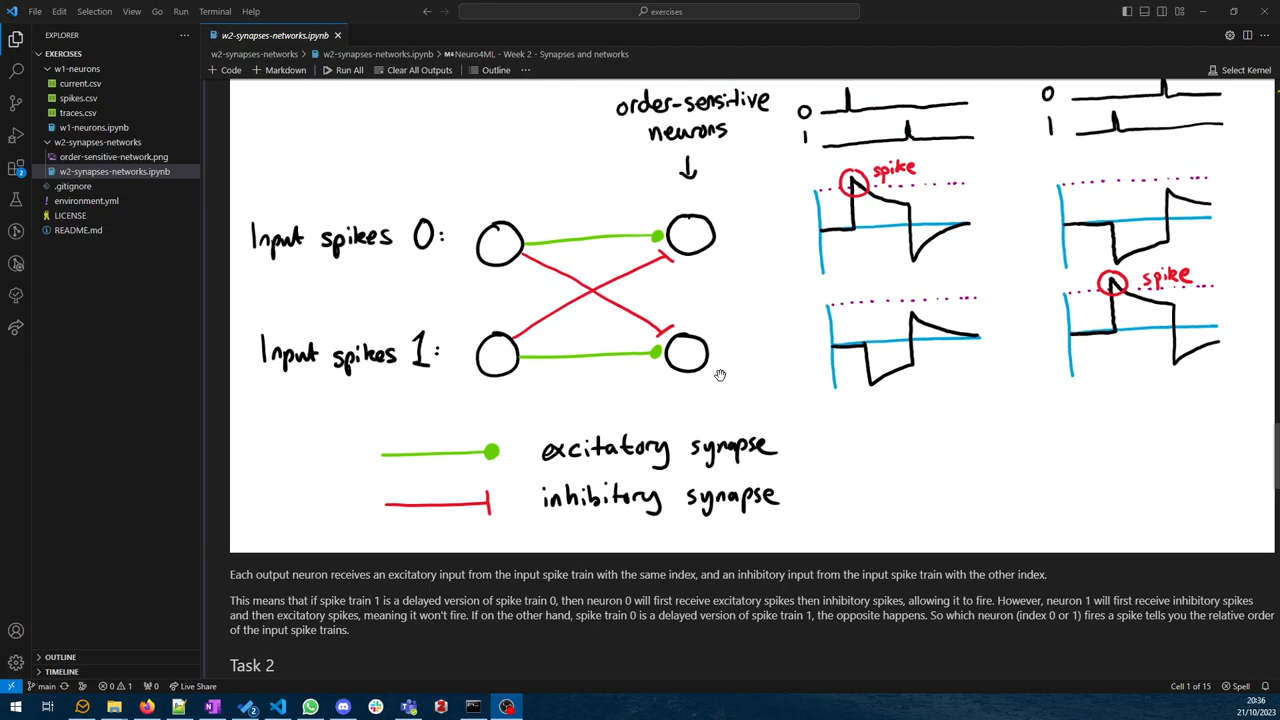 File Edit Selection View Go Run Terminal Help
exercises
EXPLORER
EXERCISES
w1-neurons
current.csv
spikes.csv
traces.csv
w1-neurons.ipynb
w2-synapses-networks
order-sensitive-network.png
w2-synapses-networks.ipynb
.gitignore
environment.yml
LICENSE
README.md
OUTLINE
TIMELINE
w2-synapses-networks.ipynb
w2-synapses-networks > w2-synapses-networks.ipynb > Neuro4ML - Week 2 - Synapses and networks
+ Code + Markdown Run All Clear All Outputs Outline ...
Select Kernel
order-sensitive
neurons
0
1
0
1
spike
spike
Input spikes 0:
Input spikes 1:
excitatory synapse
inhibitory synapse
Each output neuron receives an excitatory input from the input spike train with the same index, and an inhibitory input from the input spike train with the other index.
This means that if spike train 1 is a delayed version of spike train 0, then neuron 0 will first receive excitatory spikes then inhibitory spikes, allowing it to fire. However, neuron 1 will first receive inhibitory spikes
and then excitatory spikes, meaning it won't fire. If on the other hand, spike train 0 is a delayed version of spike train 1, the opposite happens. So which neuron (index 0 or 1) fires a spike tells you the relative order
of the input spike trains.
Task 2
main 0 1 0 Live Share
Cell 1 of 15 Spell
2
2
20:36
21/10/2023